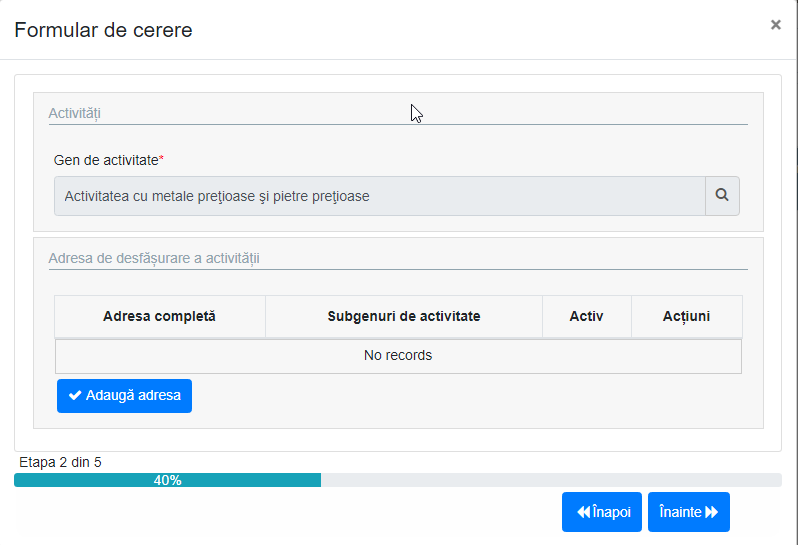 Formular de cerere
×
Activități
Gen de activitate*
Activitatea cu metale preţioase şi pietre preţioase
Adresa de desfășurare a activității
Adresa completă Subgenuri de activitate Activ Acțiuni
No records
Adaugă adresa
Etapa 2 din 5
40%
Înapoi Înainte